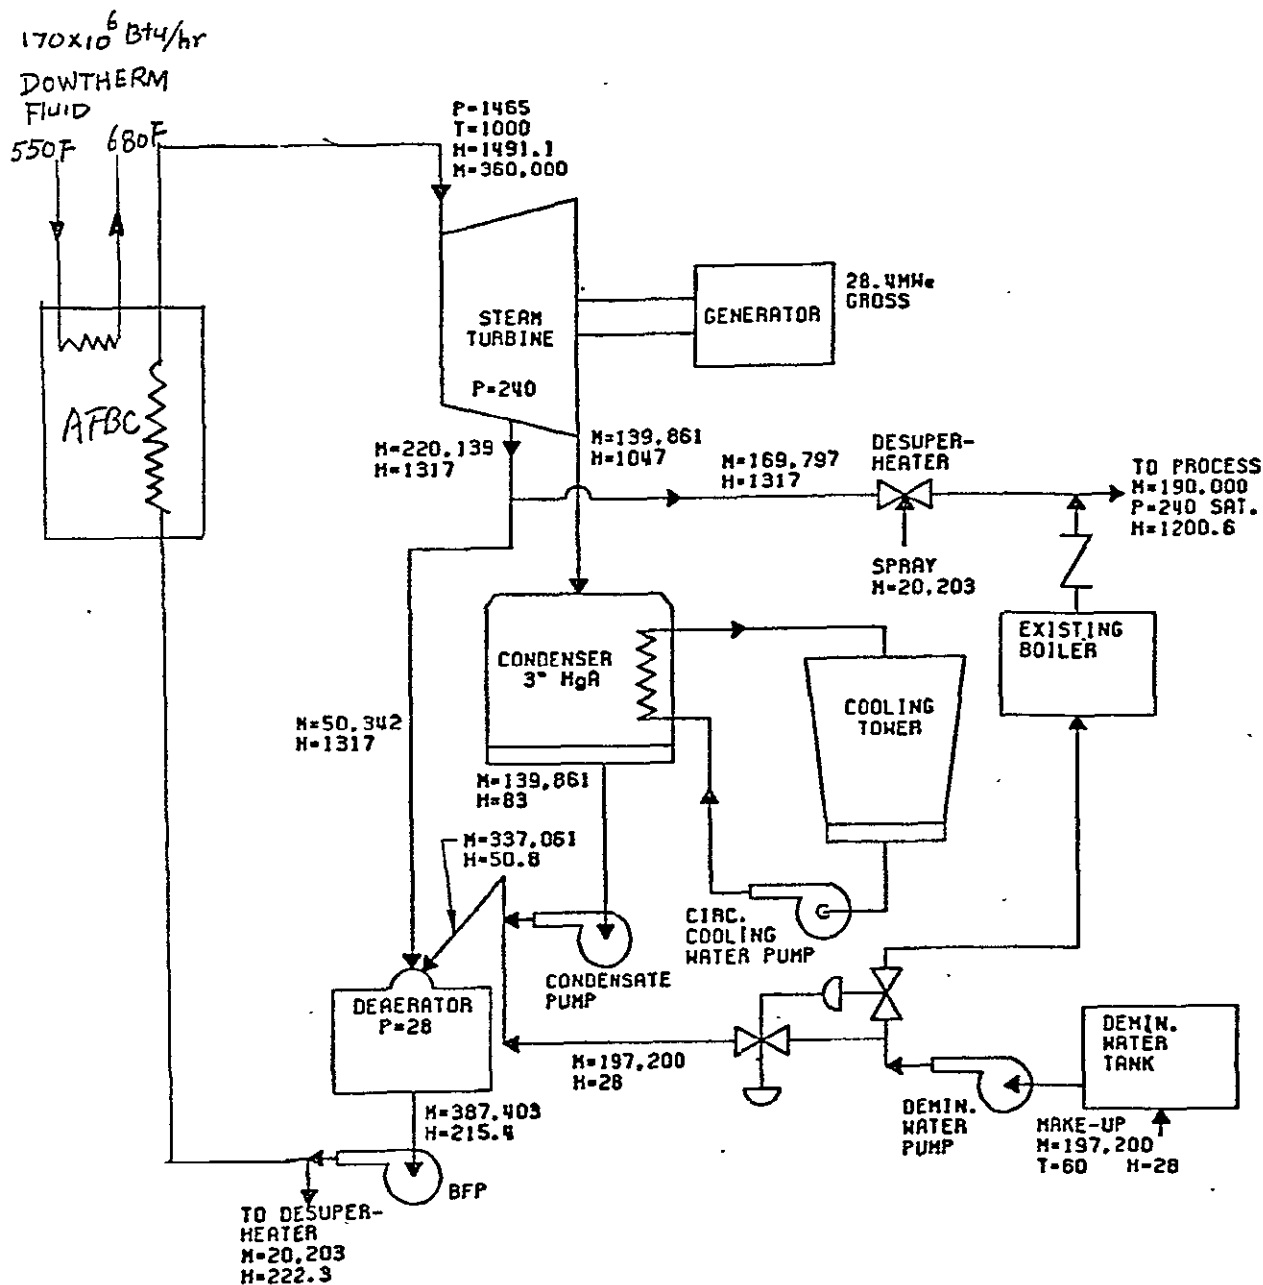 170x10^6 Btu/hr
DOWTHERM
FLUID
550F 680F
P=1465
T=1000
H=1491.1
M=360,000
STEAM
TURBINE
P=240
GENERATOR
28.4MWe
GROSS
AFBC
M=220,139
H=1317
M=139,861
H=1047
M=169,797
H=1317
DESUPER-
HEATER
TO PROCESS
M=190,000
P=240 SAT.
H=1200.6
SPRAY
M=20,203
CONDENSER
3" HgA
COOLING
TOWER
EXISTING
BOILER
M=50,342
H=1317
M=139,861
H=83
M=337,061
H=50.8
CIRC.
COOLING
WATER PUMP
CONDENSATE
PUMP
DEAERATOR
P=28
M=197,200
H=28
DEMIN.
WATER
TANK
DEMIN.
WATER
PUMP
MAKE-UP
M=197,200
T=60 H=28
M=387,403
H=215.4
BFP
TO DESUPER-
HEATER
M=20,203
H=222.3